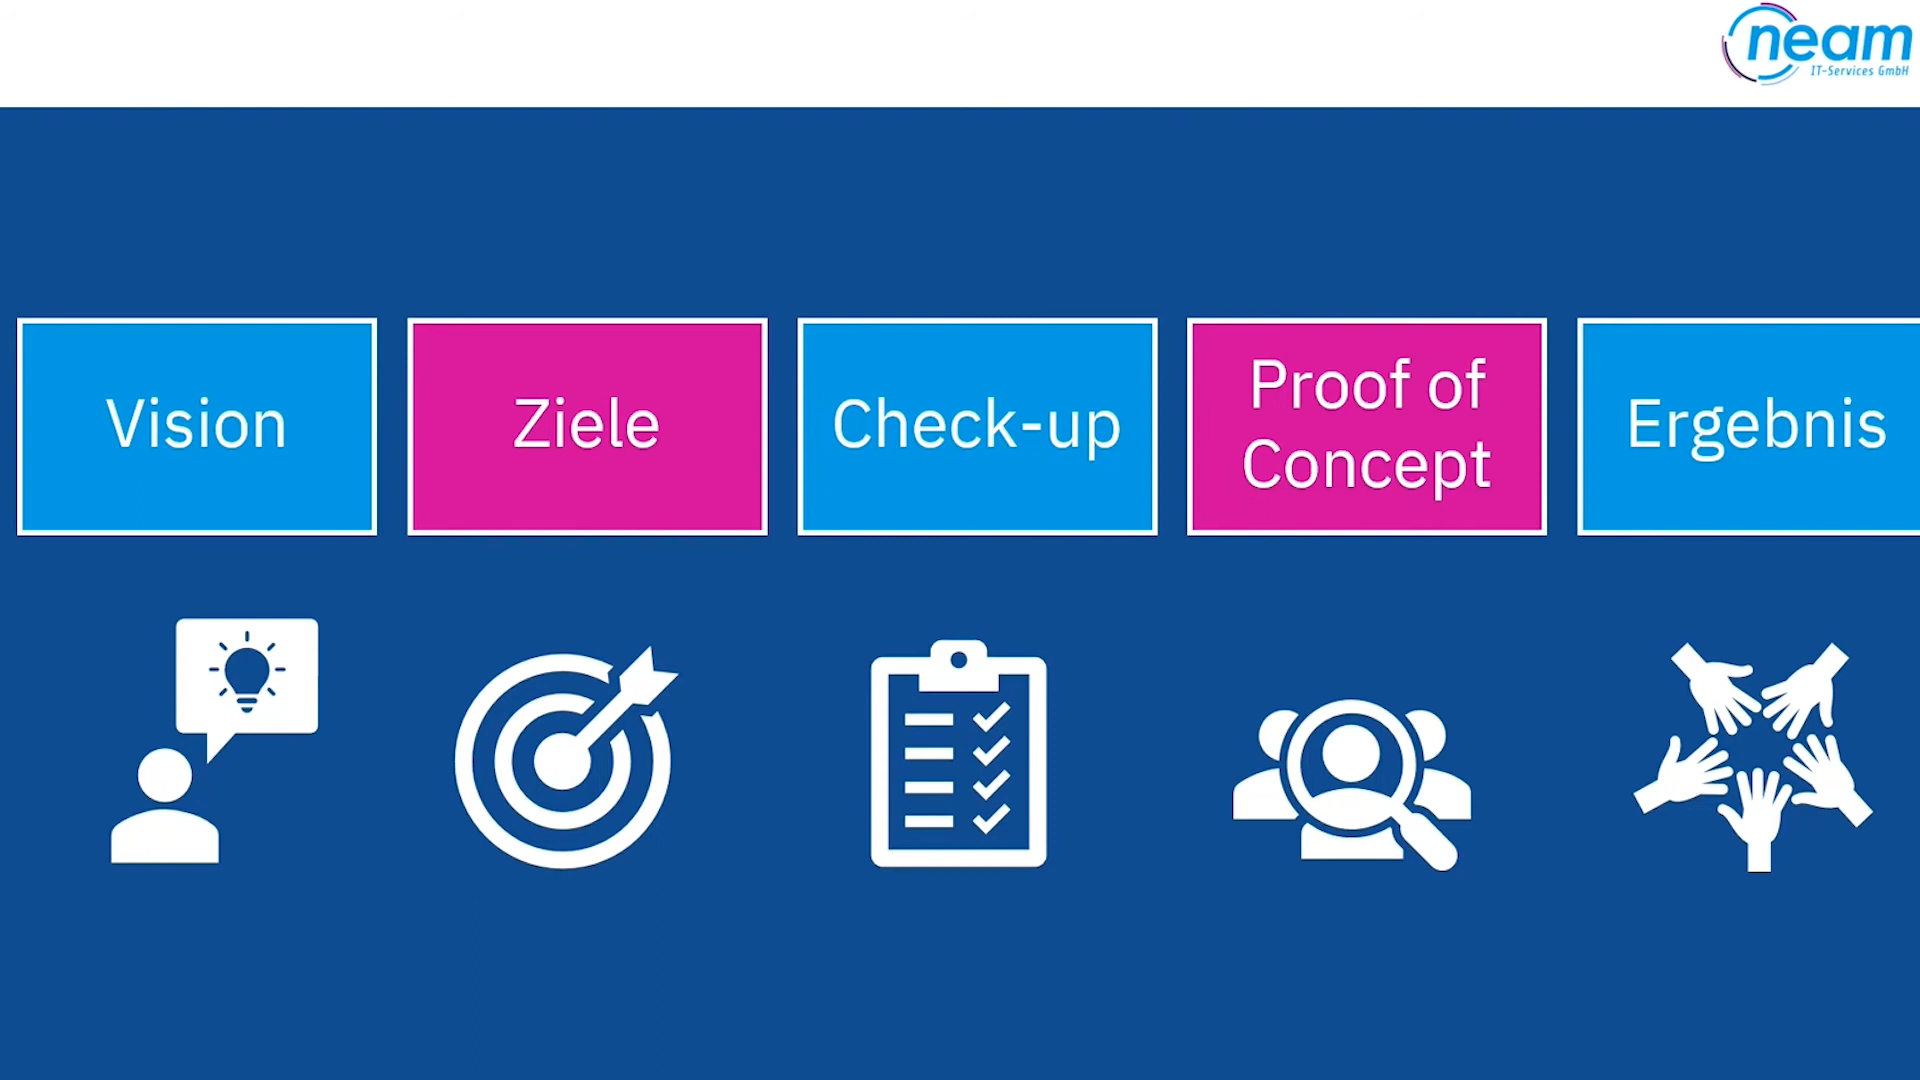 neam
IT-Services GmbH
Vision
Ziele
Check-up
Proof of
Concept
Ergebnis